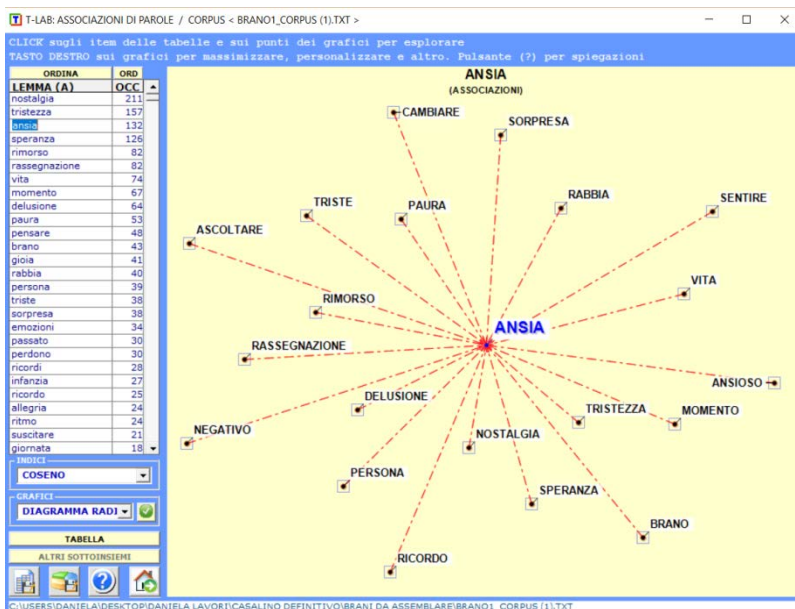 T-LAB: ASSOCIAZIONI DI PAROLE / CORPUS < BRANO1_CORPUS (1).TXT >
CLICK sugli item delle tabelle e sui punti dei grafici per esplorare
TASTO DESTRO sui grafici per massimizzare, personalizzare e altro. Pulsante (?) per spiegazioni
ORDINA ORD
LEMMA (A) OCC
nostalgia 211
tristezza 157
ansia 132
speranza 126
rimorso 82
rassegnazione 82
vita 74
momento 67
delusione 64
paura 53
pensare 48
brano 43
gioia 41
rabbia 40
persona 39
triste 38
sorpresa 38
emozioni 34
passato 30
perdono 30
ricordi 28
infanzia 27
ricordo 25
allegria 24
ritmo 24
suscitare 21
giornata 18
INDICI
COSENO
GRAFICI
DIAGRAMMA RADI
TABELLA
ALTRI SOTTOINSIEMI
ANSIA
(ASSOCIAZIONI)
CAMBIARE
SORPRESA
TRISTE
PAURA
RABBIA
SENTIRE
ASCOLTARE
VITA
RIMORSO
ANSIA
RASSEGNAZIONE
ANSIOSO
DELUSIONE
TRISTEZZA
MOMENTO
NEGATIVO
NOSTALGIA
PERSONA
SPERANZA
BRANO
RICORDO
C:\USERS\DANIELA\DESKTOP\DANIELA LAVORI\CASALINO DEFINITIVO\BRANI DA ASSEMBLARE\BRANO1_CORPUS (1).TXT